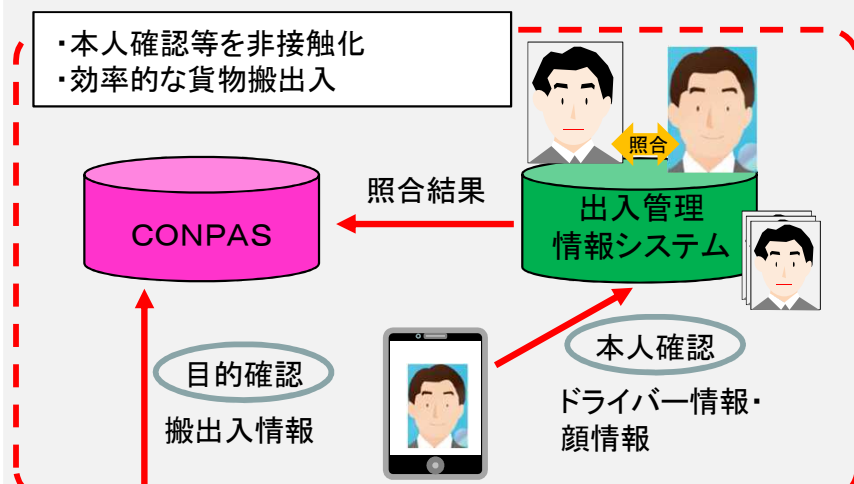 ・本人確認等を非接触化
・効率的な貨物搬出入
照合
照合結果
CONPAS
出入管理
情報システム
目的確認
搬出入情報
本人確認
ドライバー情報・
顔情報